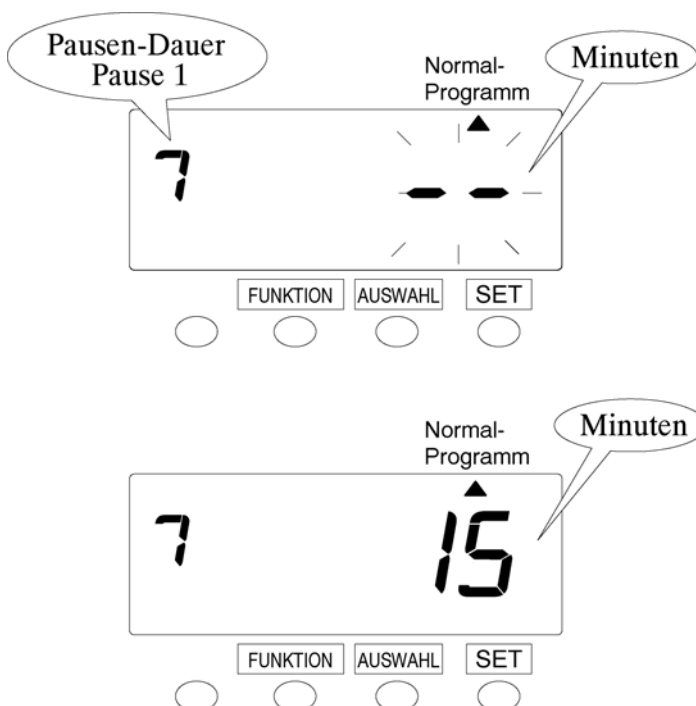 Pausen-Dauer
Pause 1
Normal-
Programm
Minuten
7 - -
FUNKTION AUSWAHL SET
Normal-
Programm
Minuten
7 15
FUNKTION AUSWAHL SET